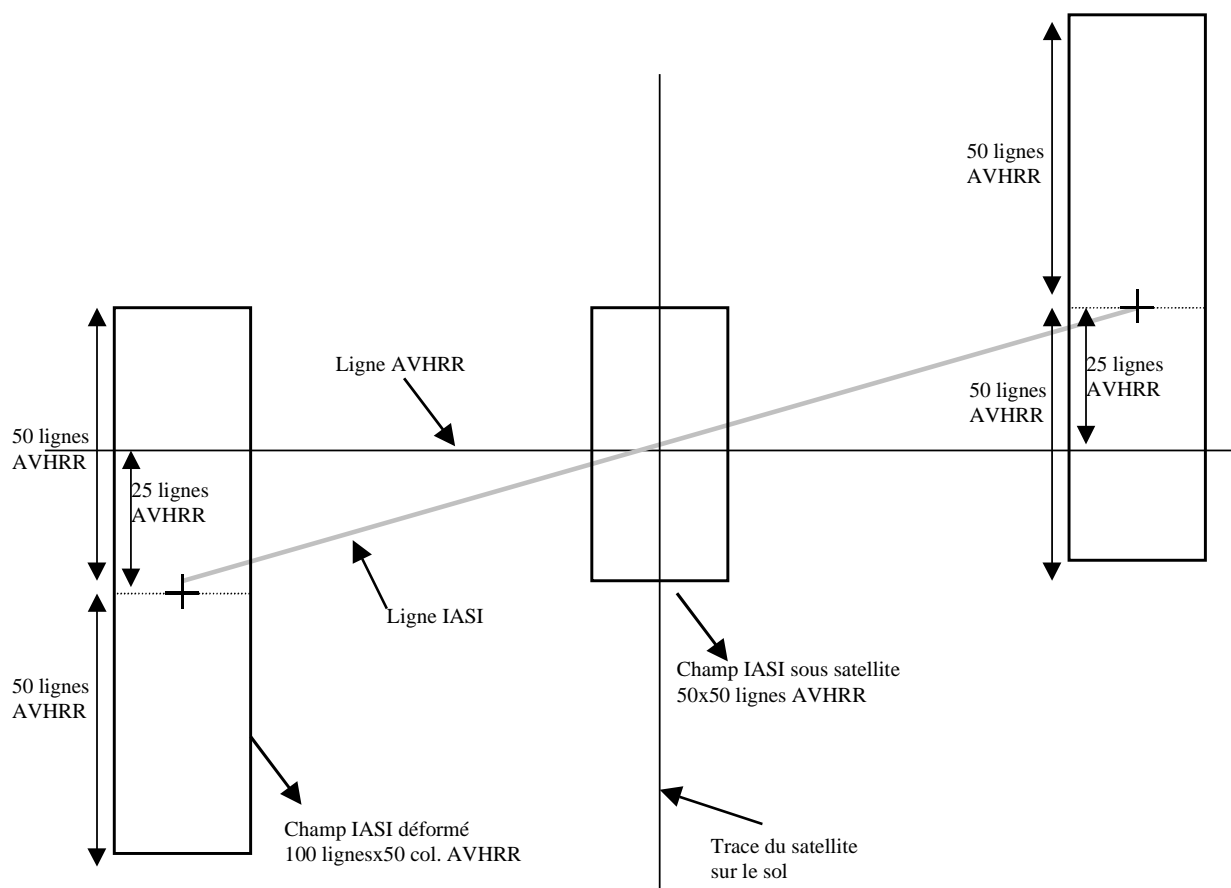 50 lignes
AVHRR
Ligne AVHRR
50 lignes
AVHRR
25 lignes
AVHRR
50 lignes
AVHRR
25 lignes
AVHRR
Ligne IASI
Champ IASI sous satellite
50x50 lignes AVHRR
50 lignes
AVHRR
Champ IASI déformé
100 lignesx50 col. AVHRR
Trace du satellite
sur le sol